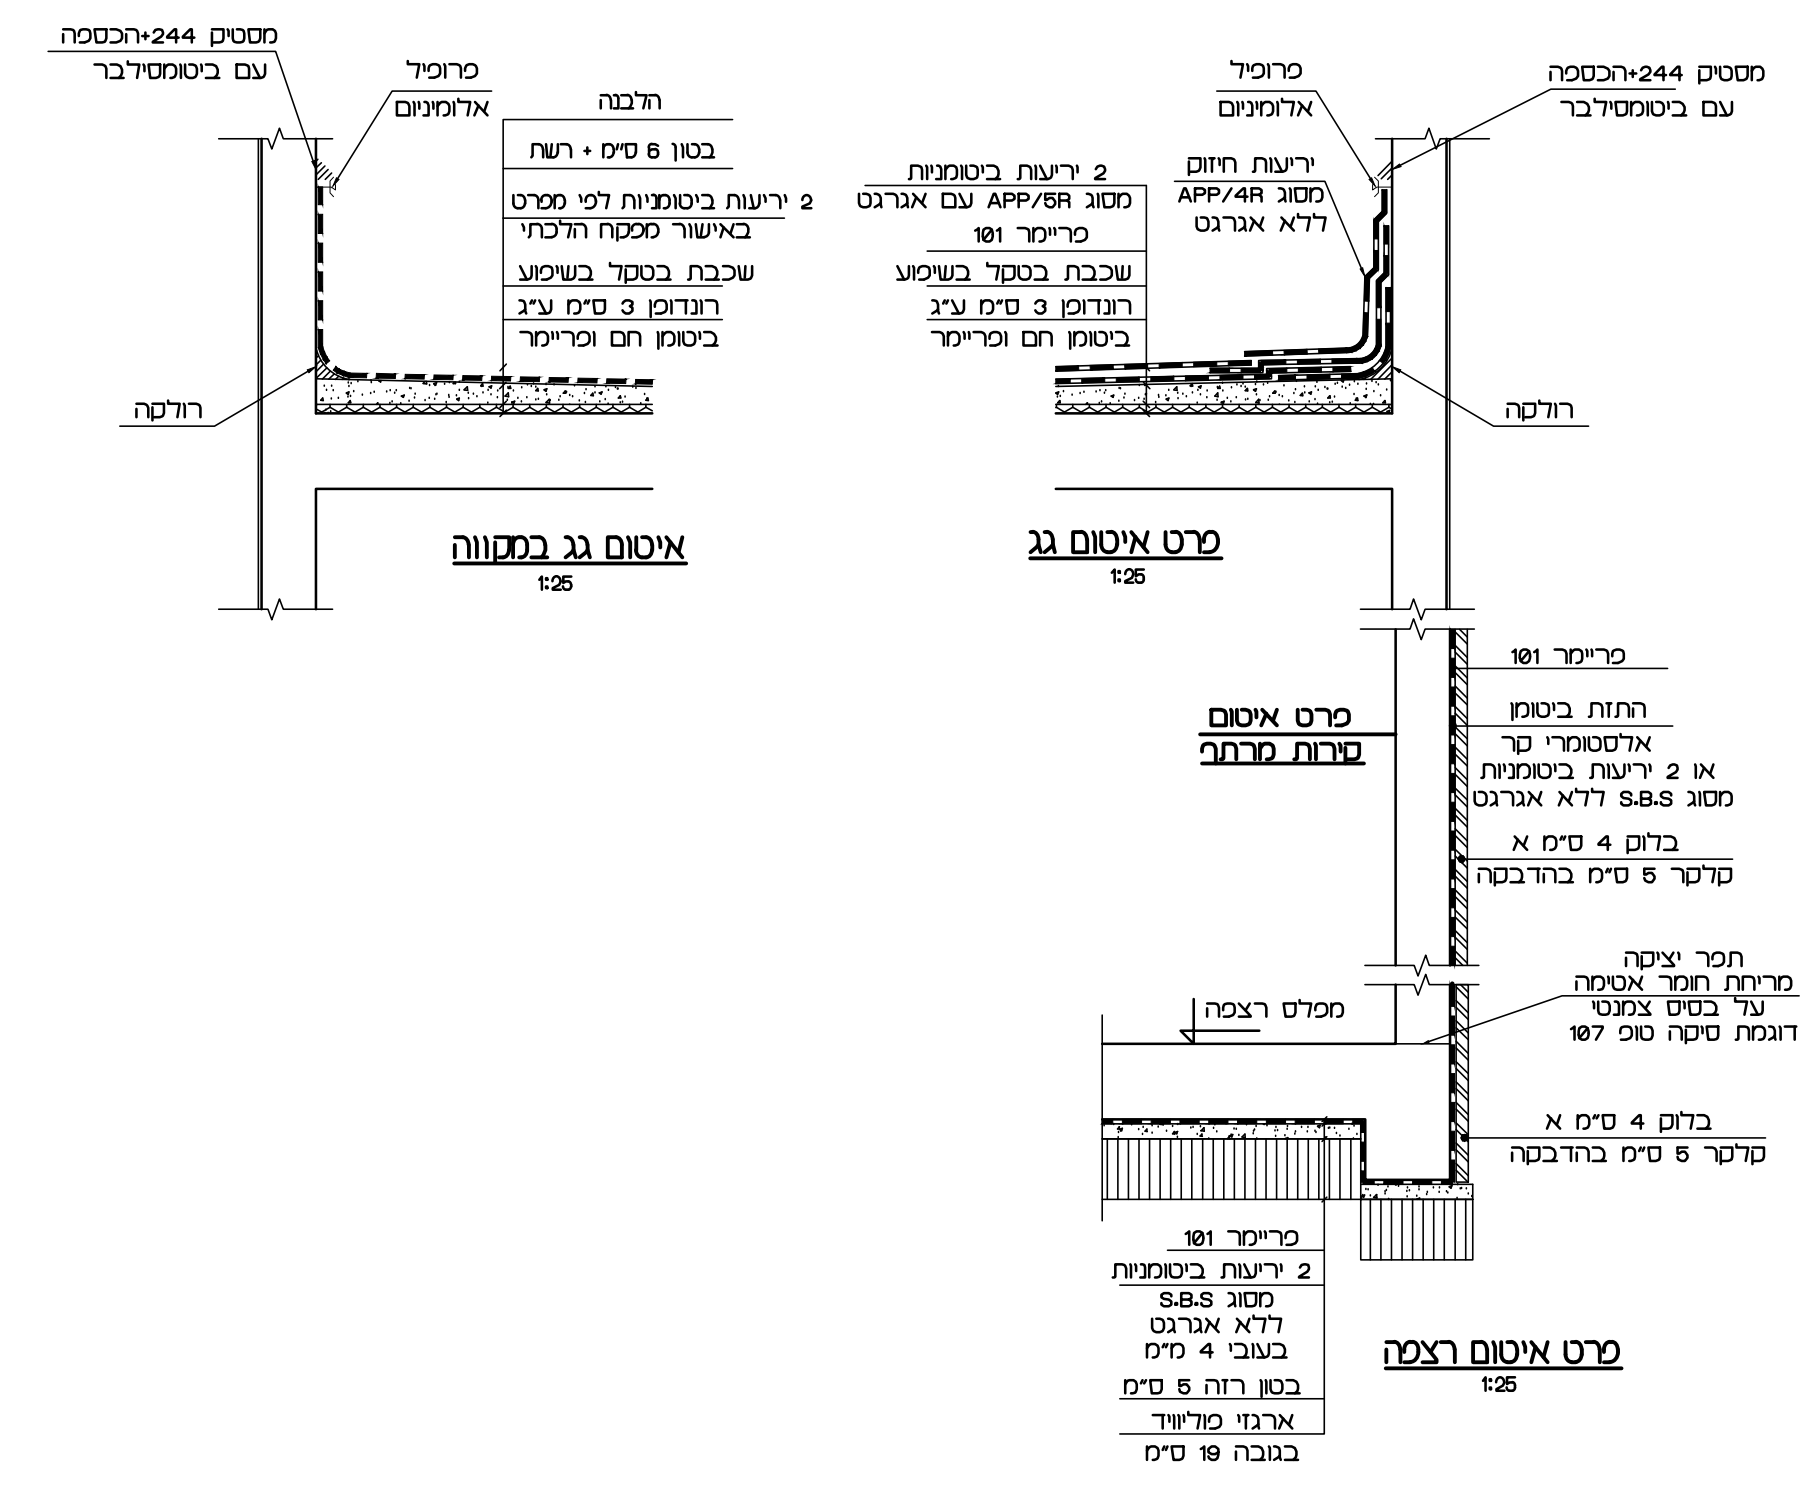 מסטיק 244+הכספה
עם ביטומסילבר
פרופיל
אלומיניום
הלבנה
בטון 6 ס"מ + רשת
2 יריעות ביטומניות לפי מפרט
באישור מפקח הלכתי
שכבת בטקל בשיפוע
רונדופן 3 ס"מ ע"ג
ביטומן חם ופריימר
רולקה
איטום גג במקווה
1:25
פרופיל
אלומיניום
מסטיק 244+הכספה
עם ביטומסילבר
יריעות חיזוק
מסוג APP/4R
ללא אגרגט
2 יריעות ביטומניות
מסוג APP/5R עם אגרגט
פריימר 101
שכבת בטקל בשיפוע
רונדופן 3 ס"מ ע"ג
ביטומן חם ופריימר
רולקה
פרט איטום גג
1:25
פרט איטום
קירות מרתף
פריימר 101
התזת ביטומן
אלסטומרי קר
או 2 יריעות ביטומניות
מסוג S.B.S ללא אגרגט
בלוק 4 ס"מ א
קלקר 5 ס"מ בהדבקה
תפר יציקה
מריחת חומר אטימה
על בסיס צמנטי
דוגמת סיקה טופ 107
מפלס רצפה
בלוק 4 ס"מ א
קלקר 5 ס"מ בהדבקה
פריימר 101
2 יריעות ביטומניות
מסוג S.B.S
ללא אגרגט
בעובי 4 מ"מ
בטון רזה 5 ס"מ
ארגזי פוליוויד
בגובה 19 ס"מ
פרט איטום רצפה
1:25